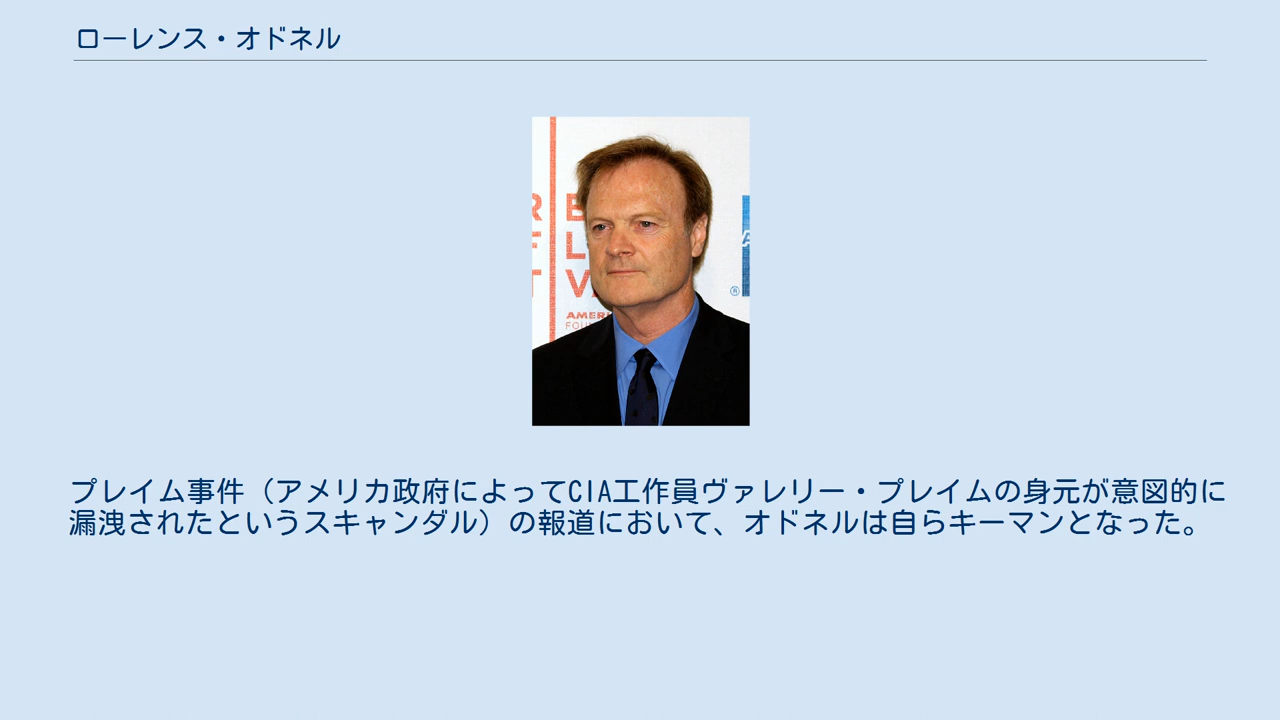 ローレンス・オドネル
R
F
T
B
L
V
AMERI
FOU
®
プレイム事件（アメリカ政府によってCIA工作員ヴァレリー・プレイムの身元が意図的に
漏洩されたというスキャンダル）の報道において、オドネルは自らキーマンとなった。